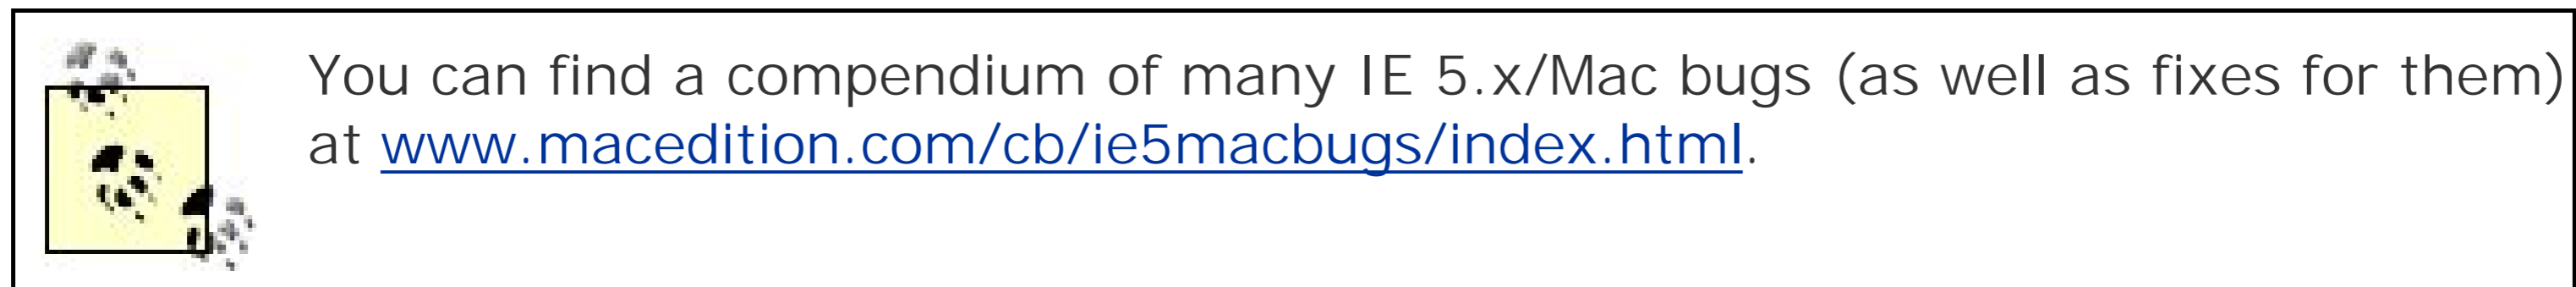 You can find a compendium of many IE 5.x/Mac bugs (as well as fixes for them)
at www.macedition.com/cb/ie5macbugs/index.html.